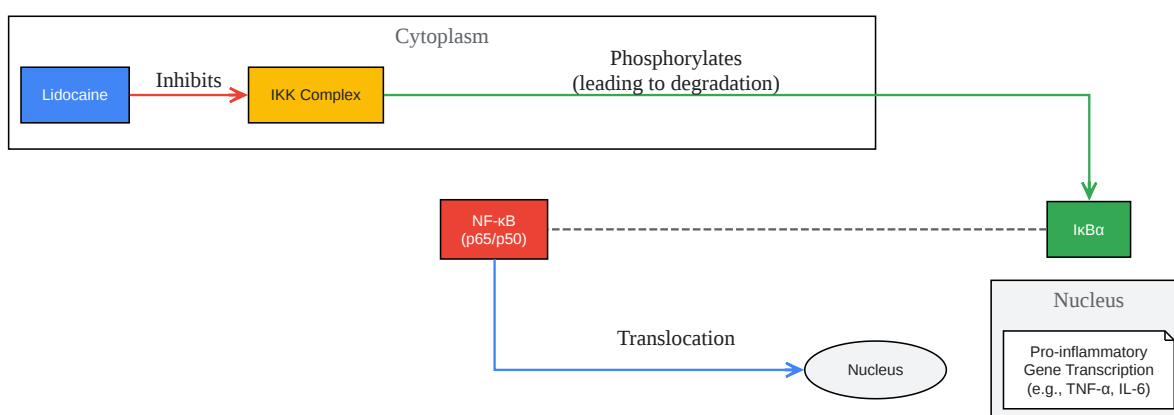 Cytoplasm
Lidocaine
Inhibits
IKK Complex
Phosphorylates
(leading to degradation)
NF-κB
(p65/p50)
IκBα
Translocation
Nucleus
Nucleus
Pro-inflammatory
Gene Transcription
(e.g., TNF-α, IL-6)